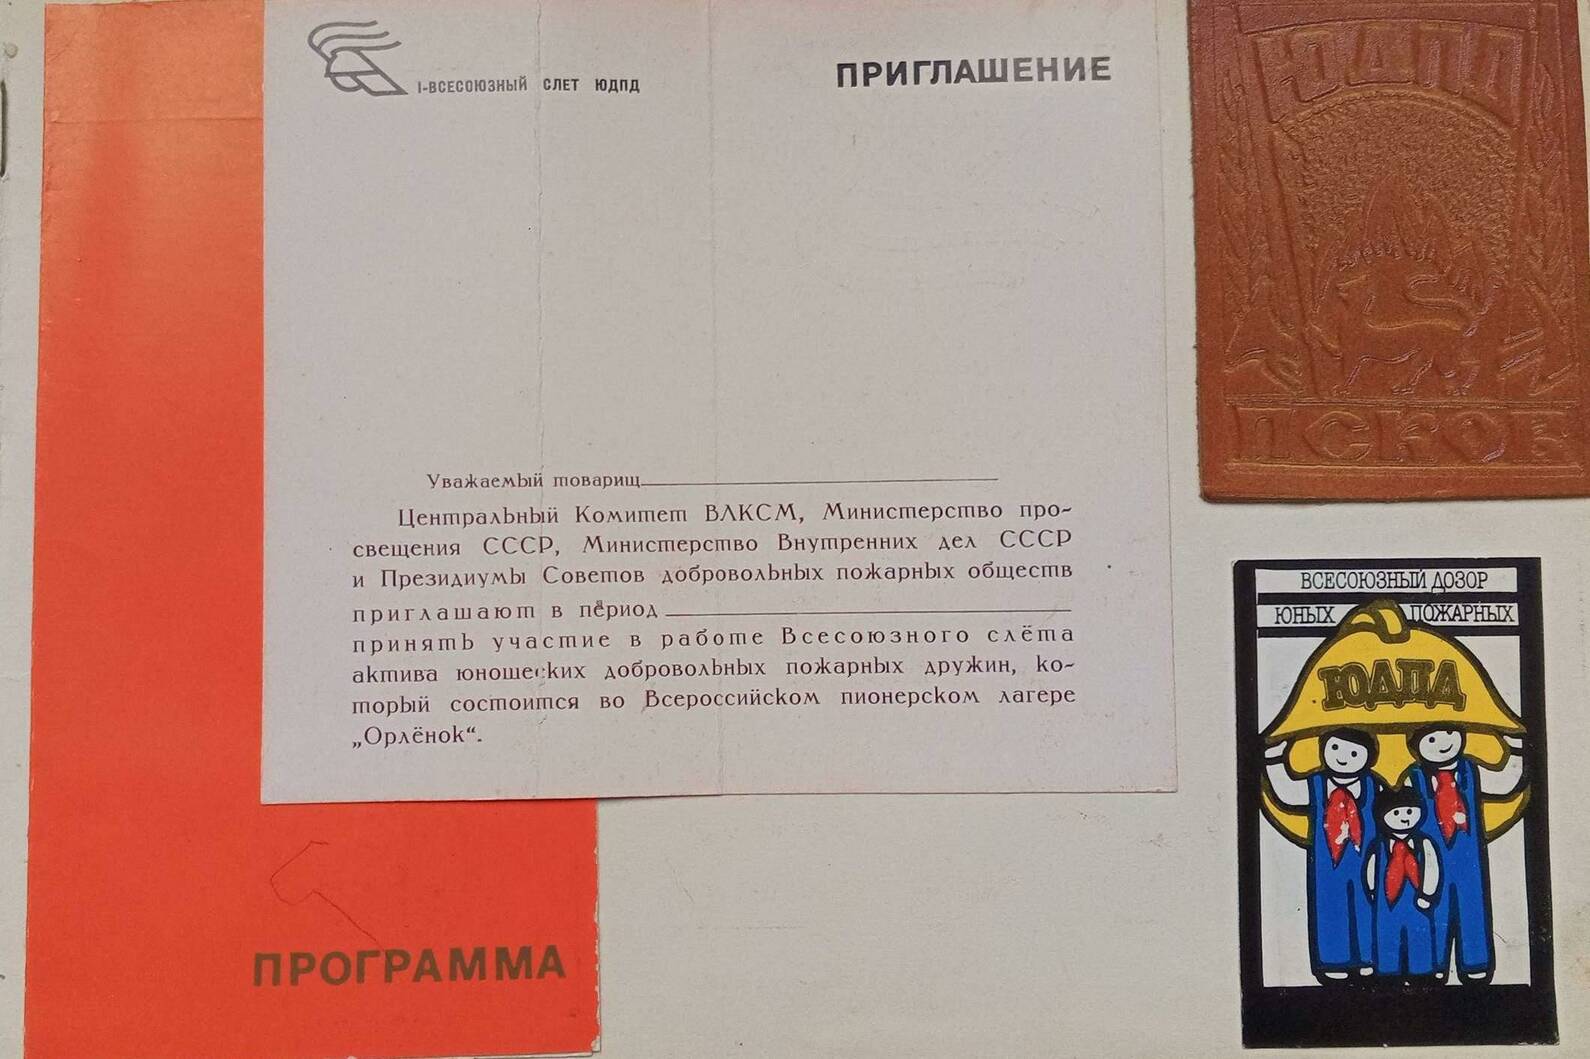 I-ВСЕСОЮЗНЫЙ СЛЕТ ЮДПД
ПРИГЛАШЕНИЕ
Уважаемый товарищ
Центральный Комитет ВЛКСМ, Министерство про-
свещения СССР, Министерство Внутренних дел СССР
и Президиумы Советов добровольных пожарных обществ
приглашают в пёриод
принять участие в работе Всесоюзного слёта
актива юношеских добровольных пожарных дружин, ко-
торый состоится во Всероссийском пионерском лагере
„Орлёнок“.
ПРОГРАММА
ЮДПД
ПСКОВ
ВСЕСОЮЗНЫЙ ДОЗОР
ЮНЫХ ПОЖАРНЫХ
ЮДПД